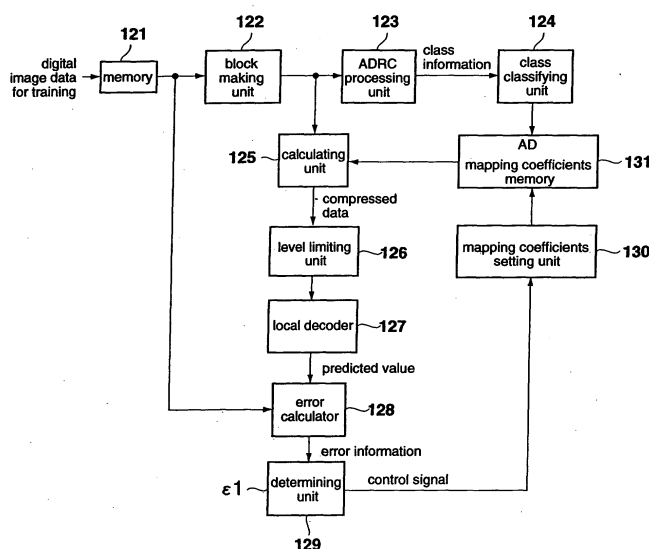 121
122
123
124
digital
image data
for training
memory
block
making
unit
ADRC
processing
unit
class
information
class
classifying
unit
125
calculating
unit
AD
mapping coefficients
memory
131
compressed
data
level limiting
unit
126
mapping coefficients
setting unit
130
local decoder
127
predicted value
error
calculator
128
error information
ε1
determining
unit
control signal
129